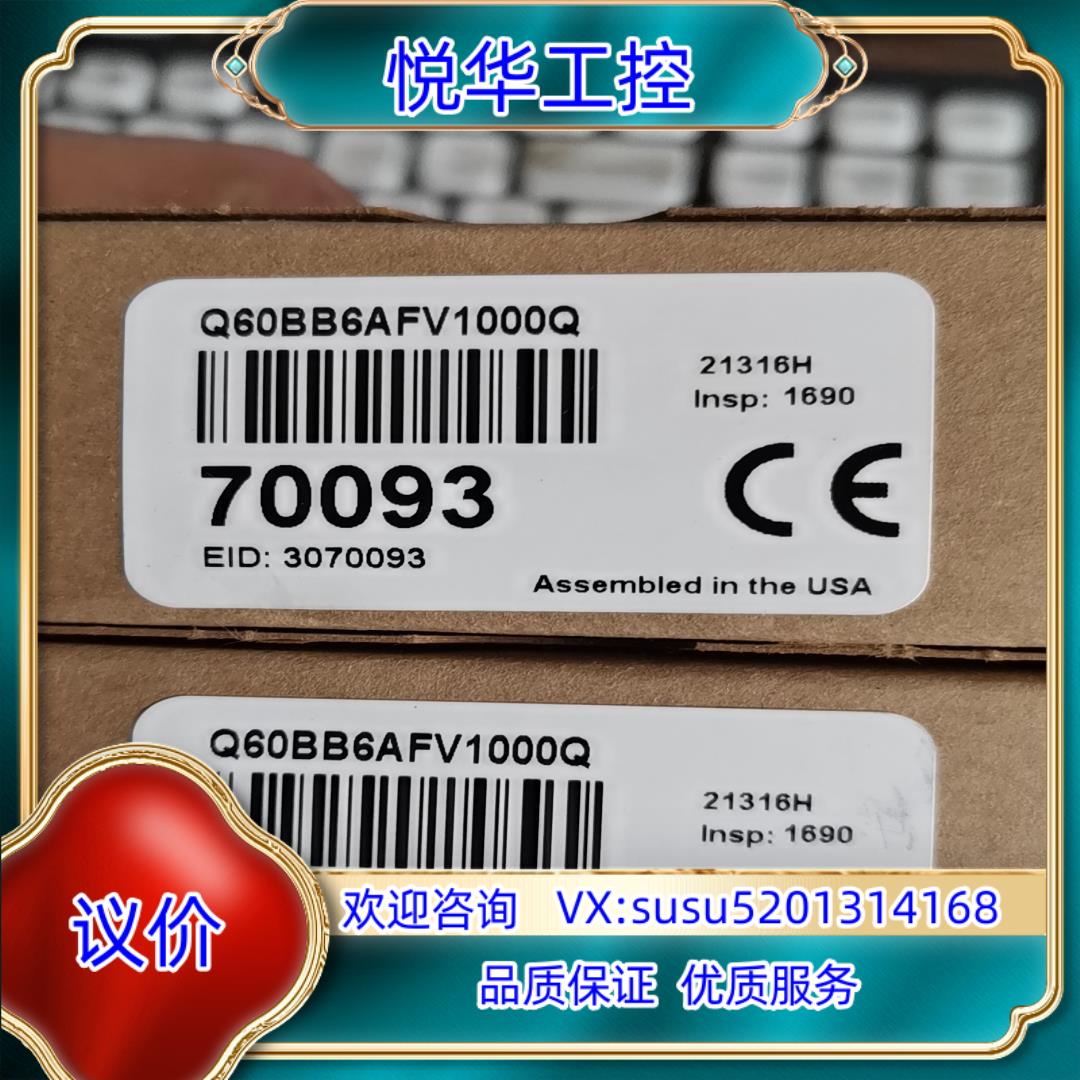 悦华工控
Q60BB6AFV1000Q
21316H
Insp: 1690
70093
CE
EID: 3070093
Assembled in the USA
Q60BB6AFV1000Q
21316H
Insp: 1690
议价
欢迎咨询 VX:susu5201314168
品质保证 优质服务